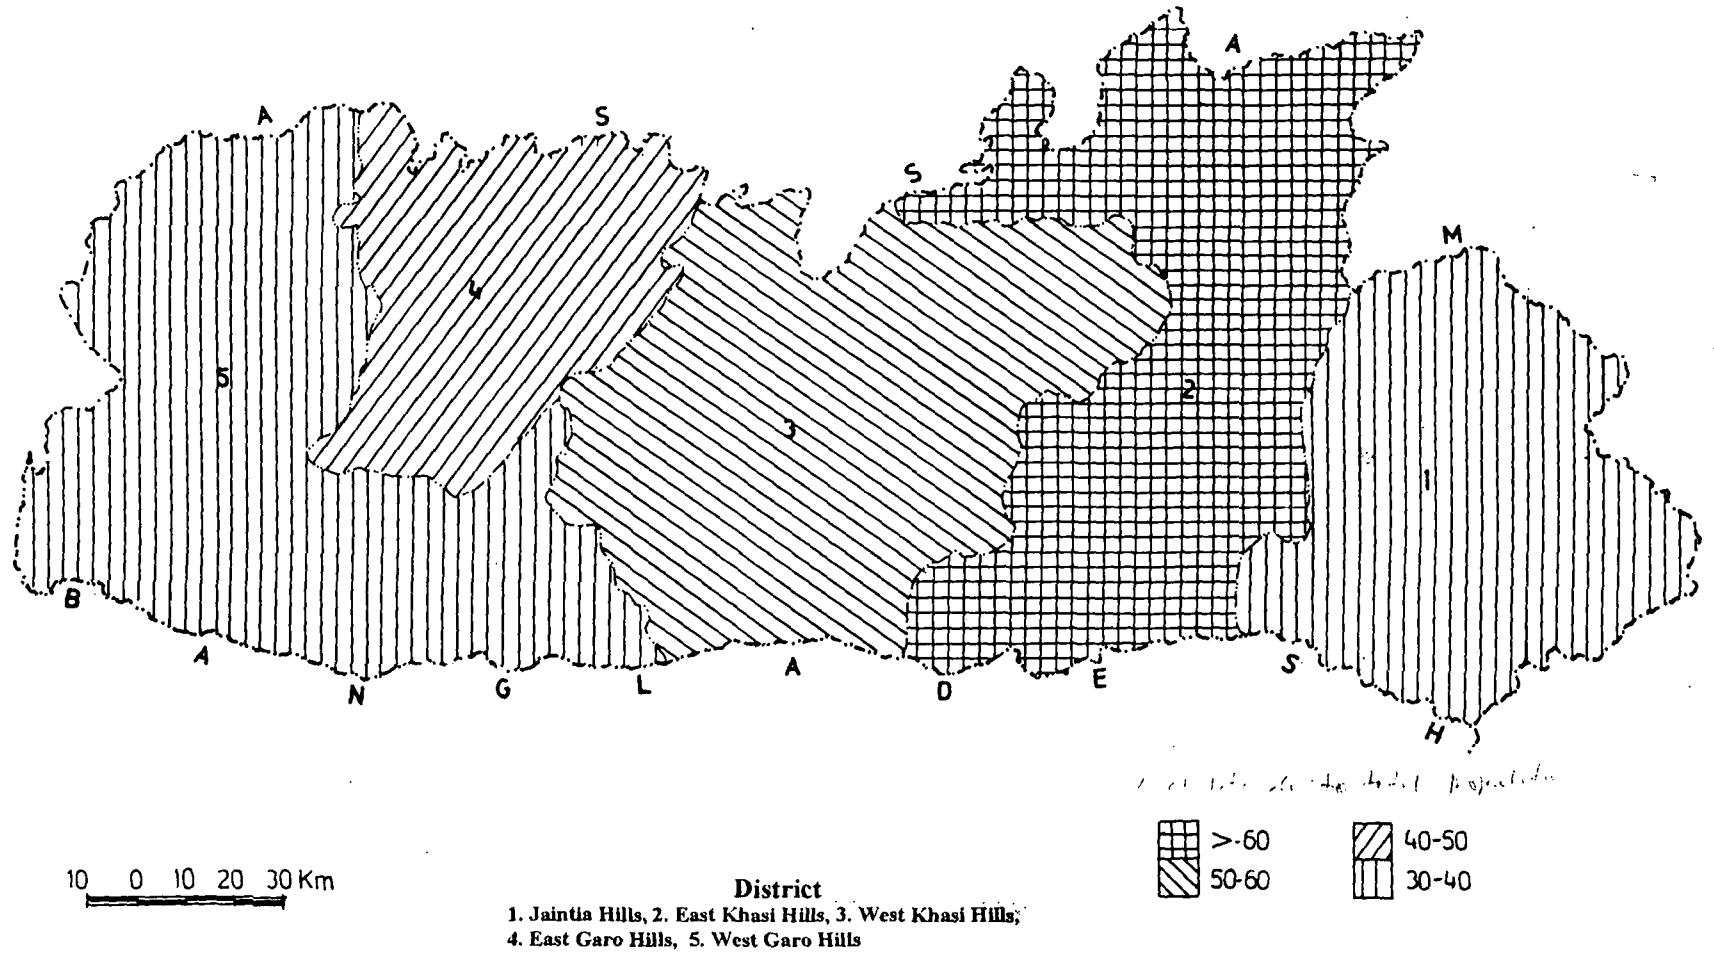 A
A S
S
M
4
5
2
3
1
B
A
N
G
L
A
D
E
S
H
total population
>-60 40-50
50-60 30-40
10 0 10 20 30 Km
District
1. Jaintia Hills, 2. East Khasi Hills, 3. West Khasi Hills,
4. East Garo Hills, 5. West Garo Hills